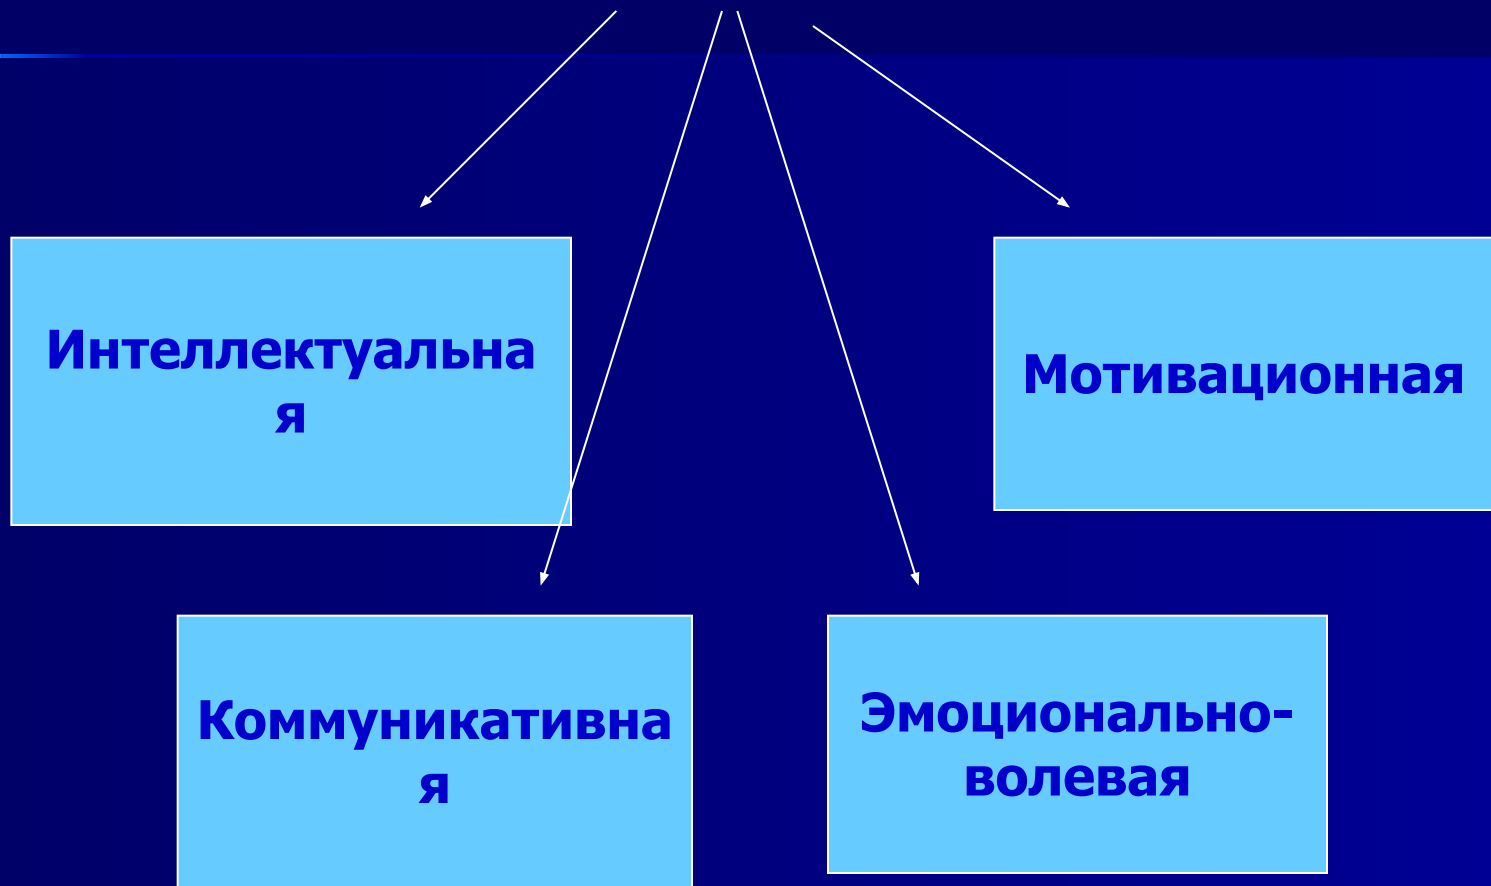 Интеллектуальна
я
Мотивационная
Коммуникативна
я
Эмоционально-
волевая